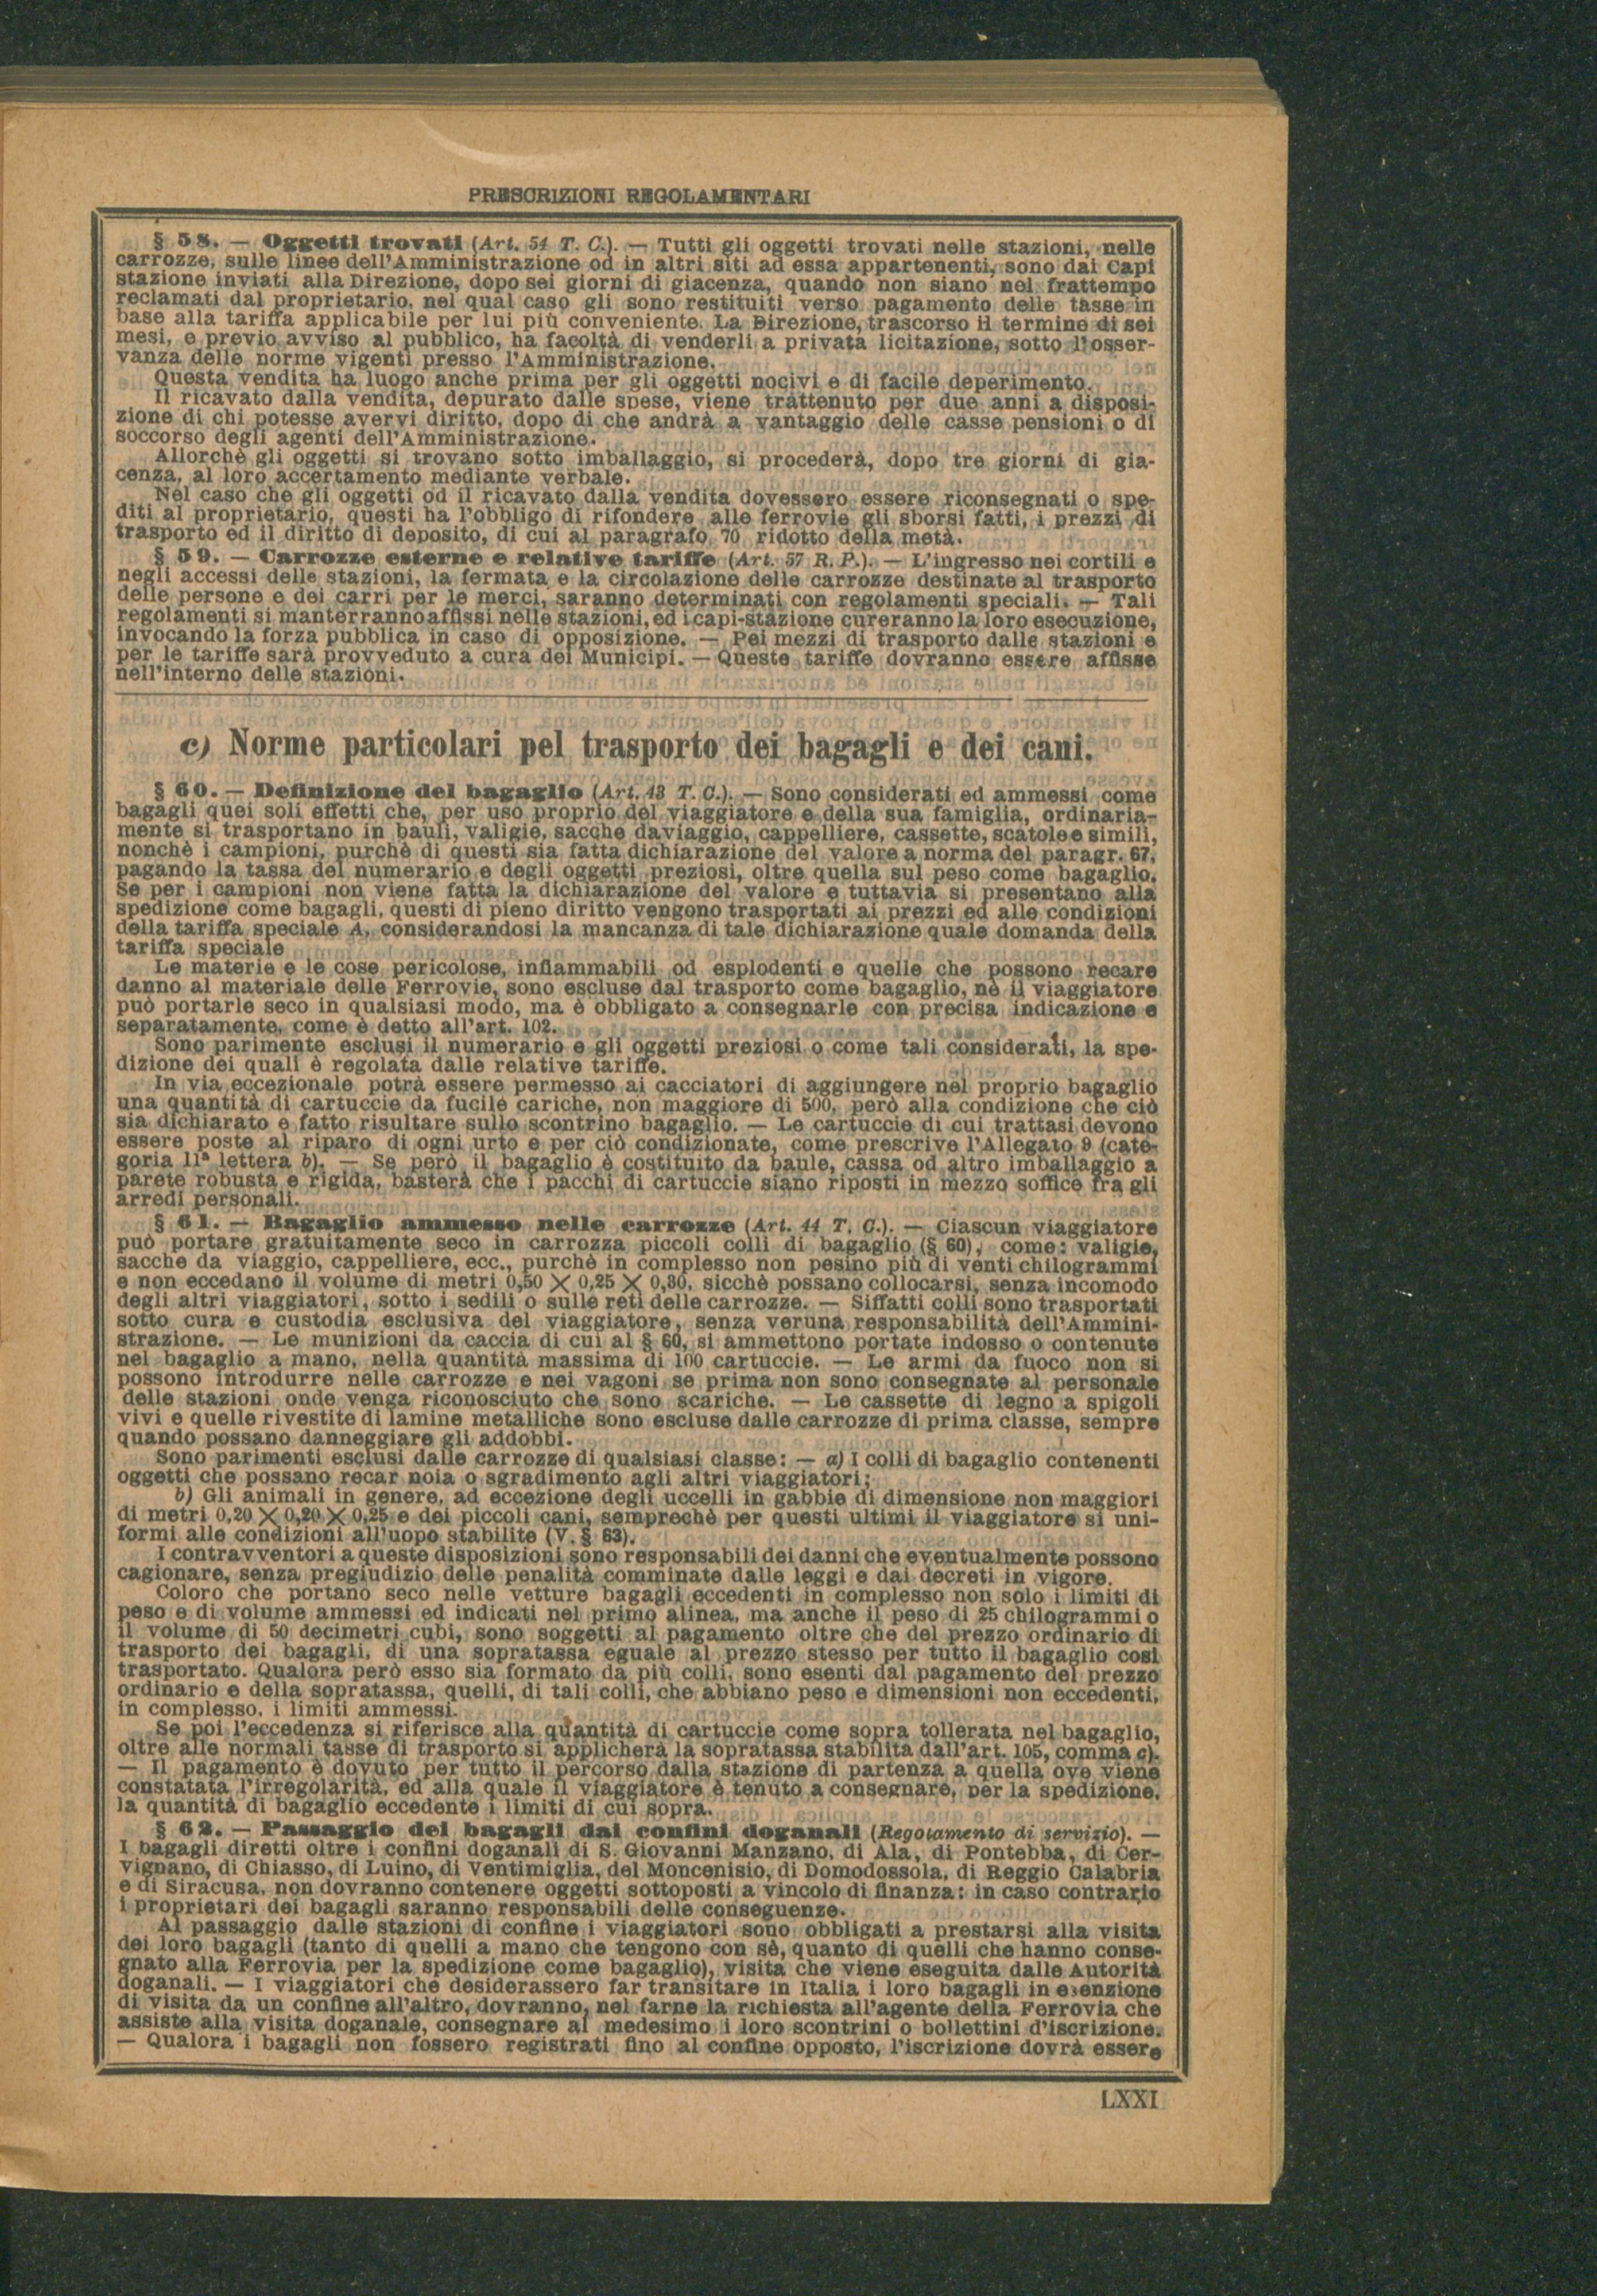 PRESCRIZIONI REGOLAMENTARI
§ 58. — Oggetti trovati (Art. 54 T. C.). — Tutti gli oggetti trovati nelle stazioni, nelle
carrozze, sulle linee dell'Amministrazione od in altri siti ad essa appartenenti, sono dai Capi
stazione inviati alla Direzione, dopo sei giorni di giacenza, quando non siano nel frattempo
reclamati dal proprietario, nel qual caso gli sono restituiti verso pagamento delle tasse in
base alla tariffa applicabile per lui più conveniente. La Direzione, trascorso il termine di sei
mesi, e previo avviso al pubblico, ha facoltà di venderli a privata licitazione, sotto l'osser-
vanza delle norme vigenti presso l'Amministrazione.
Questa vendita ha luogo anche prima per gli oggetti nocivi e di facile deperimento.
Il ricavato dalla vendita, depurato dalle spese, viene trattenuto per due anni a disposi-
zione di chi potesse avervi diritto, dopo di che andrà a vantaggio delle casse pensioni o di
soccorso degli agenti dell'Amministrazione.
Allorchè gli oggetti si trovano sotto imballaggio, si procederà, dopo tre giorni di gia-
cenza, al loro accertamento mediante verbale.
Nel caso che gli oggetti od il ricavato dalla vendita dovessero essere riconsegnati o spe-
diti al proprietario, questi ha l'obbligo di rifondere alle ferrovie gli sborsi fatti, i prezzi di
trasporto ed il diritto di deposito, di cui al paragrafo 70 ridotto della metà.
§ 59. — Carrozze esterne e relative tariffe (Art. 57 R. P.). — L'ingresso nei cortili e
negli accessi delle stazioni, la fermata e la circolazione delle carrozze destinate al trasporto
delle persone e dei carri per le merci, saranno determinati con regolamenti speciali. — Tali
regolamenti si manterranno affissi nelle stazioni, ed i capi-stazione cureranno la loro esecuzione,
invocando la forza pubblica in caso di opposizione. — Pei mezzi di trasporto dalle stazioni e
per le tariffe sarà provveduto a cura dei Municipi. — Queste tariffe dovranno essere affisse
nell'interno delle stazioni.
c) Norme particolari pel trasporto dei bagagli e dei cani.
§ 60. — Definizione del bagaglio (Art. 43 T. C.). — Sono considerati ed ammessi come
bagagli quei soli effetti che, per uso proprio del viaggiatore e della sua famiglia, ordinaria-
mente si trasportano in bauli, valigie, sacche da viaggio, cappelliere, cassette, scatole e simili,
nonchè i campioni, purchè di questi sia fatta dichiarazione del valore a norma del paragr. 67,
pagando la tassa del numerario e degli oggetti preziosi, oltre quella sul peso come bagaglio.
Se per i campioni non viene fatta la dichiarazione del valore e tuttavia si presentano alla
spedizione come bagagli, questi di pieno diritto vengono trasportati ai prezzi ed alle condizioni
della tariffa speciale A, considerandosi la mancanza di tale dichiarazione quale domanda della
tariffa speciale
Le materie e le cose pericolose, inflammabili od esplodenti e quelle che possono recare
danno al materiale delle Ferrovie, sono escluse dal trasporto come bagaglio, nè il viaggiatore
può portarle seco in qualsiasi modo, ma è obbligato a consegnarle con precisa indicazione e
separatamente, come è detto all'art. 102.
Sono parimente esclusi il numerario e gli oggetti preziosi o come tali considerati, la spe-
dizione dei quali è regolata dalle relative tariffe.
In via eccezionale potrà essere permesso ai cacciatori di aggiungere nel proprio bagaglio
una quantità di cartuccie da fucile cariche, non maggiore di 500, però alla condizione che ciò
sia dichiarato e fatto risultare sullo scontrino bagaglio. — Le cartuccie di cui trattasi devono
essere poste al riparo di ogni urto e per ciò condizionate, come prescrive l'Allegato 9 (cate-
goria 11ª lettera b). — Se però il bagaglio è costituito da baule, cassa od altro imballaggio a
parete robusta e rigida, basterà che i pacchi di cartuccie siano riposti in mezzo soffice fra gli
arredi personali.
§ 61. — Bagaglio ammesso nelle carrozze (Art. 44 T. C.). — Ciascun viaggiatore
può portare gratuitamente seco in carrozza piccoli colli di bagaglio (§ 60), come: valigie,
sacche da viaggio, cappelliere, ecc., purchè in complesso non pesino più di venti chilogrammi
e non eccedano il volume di metri 0,50 × 0,25 × 0,30, sicchè possano collocarsi, senza incomodo
degli altri viaggiatori, sotto i sedili o sulle reti delle carrozze. — Siffatti colli sono trasportati
sotto cura e custodia esclusiva del viaggiatore, senza veruna responsabilità dell'Ammini-
strazione. — Le munizioni da caccia di cui al § 60, si ammettono portate indosso o contenute
nel bagaglio a mano, nella quantità massima di 100 cartuccie. — Le armi da fuoco non si
possono introdurre nelle carrozze e nei vagoni se prima non sono consegnate al personale
delle stazioni onde venga riconosciuto che sono scariche. — Le cassette di legno a spigoli
vivi e quelle rivestite di lamine metalliche sono escluse dalle carrozze di prima classe, sempre
quando possano danneggiare gli addobbi.
Sono parimenti esclusi dalle carrozze di qualsiasi classe: — a) I colli di bagaglio contenenti
oggetti che possano recar noia o sgradimento agli altri viaggiatori;
b) Gli animali in genere, ad eccezione degli uccelli in gabbie di dimensione non maggiori
di metri 0,20 × 0,20 × 0,25 e dei piccoli cani, semprechè per questi ultimi il viaggiatore si uni-
formi alle condizioni all'uopo stabilite (V. § 63).
I contravventori a queste disposizioni sono responsabili dei danni che eventualmente possono
cagionare, senza pregiudizio delle penalità comminate dalle leggi e dai decreti in vigore.
Coloro che portano seco nelle vetture bagagli eccedenti in complesso non solo i limiti di
peso e di volume ammessi ed indicati nel primo alinea, ma anche il peso di 25 chilogrammi o
il volume di 50 decimetri cubi, sono soggetti al pagamento oltre che del prezzo ordinario di
trasporto dei bagagli, di una sopratassa eguale al prezzo stesso per tutto il bagaglio così
trasportato. Qualora però esso sia formato da più colli, sono esenti dal pagamento del prezzo
ordinario e della sopratassa, quelli, di tali colli, che abbiano peso e dimensioni non eccedenti,
in complesso, i limiti ammessi.
Se poi l'eccedenza si riferisce alla quantità di cartuccie come sopra tollerata nel bagaglio,
oltre alle normali tasse di trasporto si applicherà la sopratassa stabilita dall'art. 105, comma c).
— Il pagamento è dovuto per tutto il percorso dalla stazione di partenza a quella ove viene
constatata l'irregolarità, ed alla quale il viaggiatore è tenuto a consegnare, per la spedizione,
la quantità di bagaglio eccedente i limiti di cui sopra.
§ 62. — Passaggio dei bagagli dai confini doganali (Regolamento di servizio). —
I bagagli diretti oltre i confini doganali di S. Giovanni Manzano, di Ala, di Pontebba, di Cer-
vignano, di Chiasso, di Luino, di Ventimiglia, del Moncenisio, di Domodossola, di Reggio Calabria
e di Siracusa, non dovranno contenere oggetti sottoposti a vincolo di finanza: in caso contrario
i proprietari dei bagagli saranno responsabili delle conseguenze.
Al passaggio dalle stazioni di confine i viaggiatori sono obbligati a prestarsi alla visita
dei loro bagagli (tanto di quelli a mano che tengono con sè, quanto di quelli che hanno conse-
gnato alla Ferrovia per la spedizione come bagaglio), visita che viene eseguita dalle Autorità
doganali. — I viaggiatori che desiderassero far transitare in Italia i loro bagagli in esenzione
di visita da un confine all'altro, dovranno, nel farne la richiesta all'agente della Ferrovia che
assiste alla visita doganale, consegnare al medesimo i loro scontrini o bollettini d'iscrizione.
— Qualora i bagagli non fossero registrati fino al confine opposto, l'iscrizione dovrà essere
LXXI